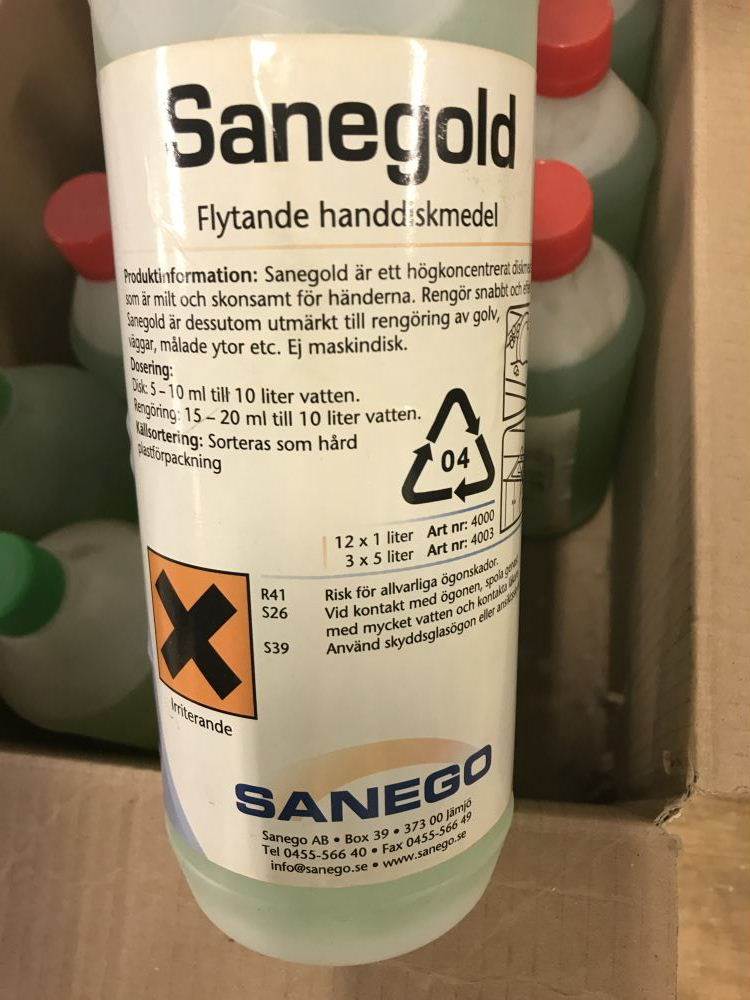 Sanegold
Flytande handdiskmedel
Produktinformation: Sanegold är ett högkoncentrerat
som är milt och skonsamt för händerna. Rengör snabbt och
Sanegold är dessutom utmärkt till rengöring av golv,
väggar, målade ytor etc. Ej maskindisk.
Dosering:
Disk: 5 – 10 ml till 10 liter vatten.
Rengöring: 15 – 20 ml till 10 liter vatten.
Källsortering: Sorteras som hård
plastförpackning
04
12 x 1 liter Art nr: 4000
3 x 5 liter Art nr: 4003
R41 Risk för allvarliga ögonskador.
S26 Vid kontakt med ögonen, spola
med mycket vatten och kontakta
S39 Använd skyddsglasögon eller
Irriterande
SANEGO
Sanego AB • Box 39 • 373 00 Jämjö
Tel 0455-566 40 • Fax 0455-566 49
info@sanego.se • www.sanego.se